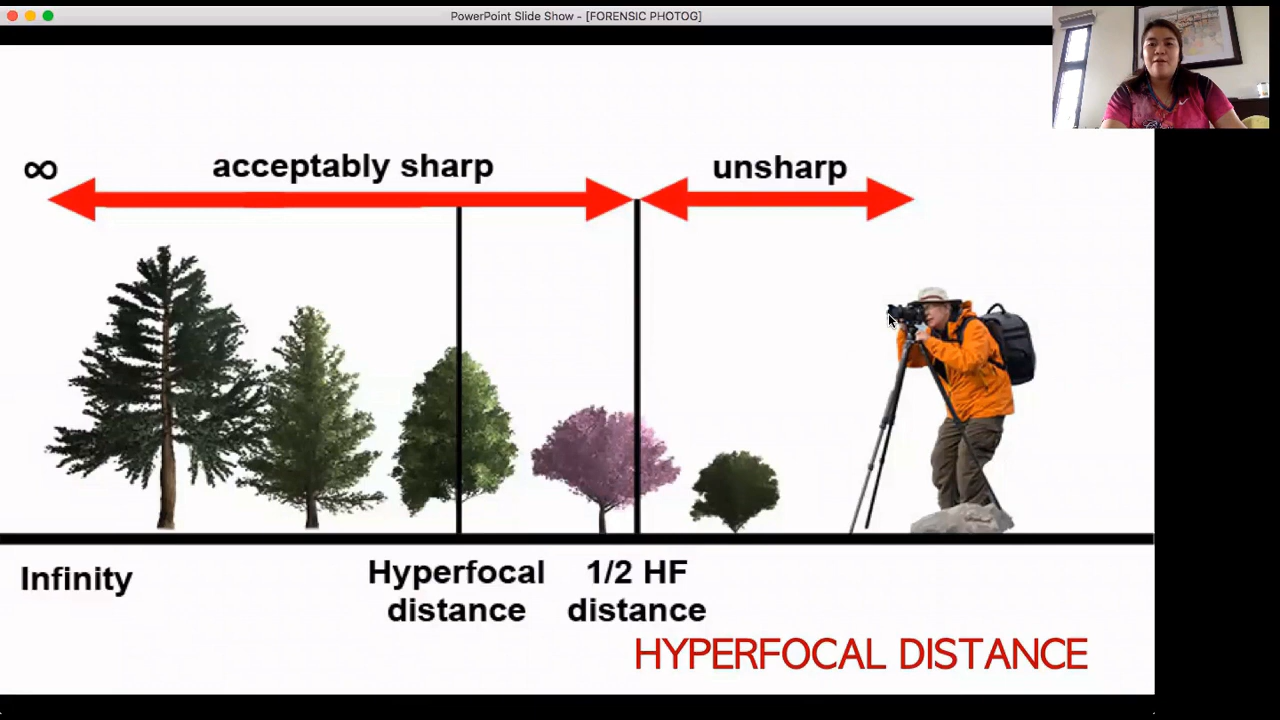 PowerPoint Slide Show - [FORENSIC PHOTOG]
∞ acceptably sharp unsharp
Infinity
Hyperfocal
distance
1/2 HF
distance
HYPERFOCAL DISTANCE